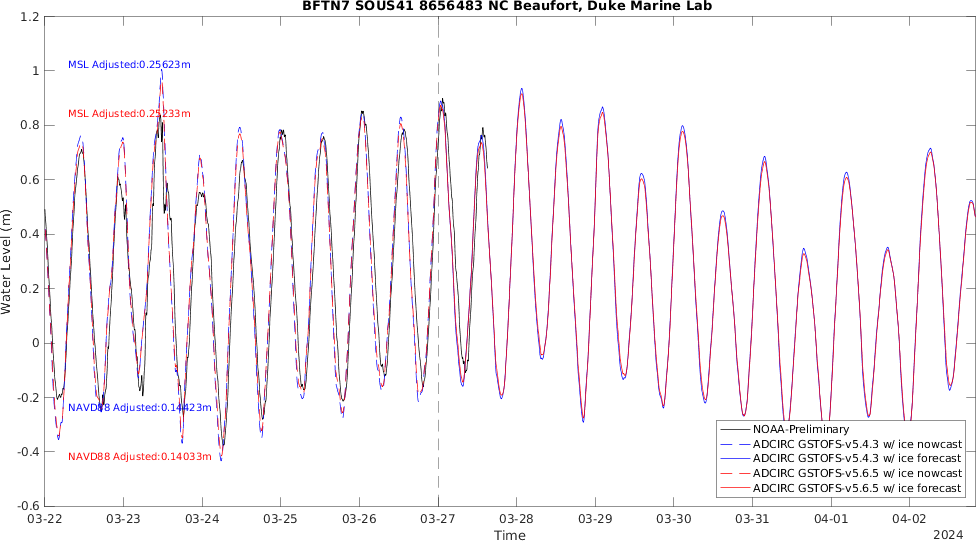 BFTN7 SOUS41 8656483 NC Beaufort, Duke Marine Lab
1.2
1
0.8
0.6
0.4
0.2
0
-0.2
-0.4
-0.6
Water Level (m)
MSL Adjusted:0.25623m
MSL Adjusted:0.25233m
NAVD88 Adjusted:0.14423m
NAVD88 Adjusted:0.14033m
NOAA-Preliminary
ADCIRC GSTOFS-v5.4.3 w/ ice nowcast
ADCIRC GSTOFS-v5.4.3 w/ ice forecast
ADCIRC GSTOFS-v5.6.5 w/ ice nowcast
ADCIRC GSTOFS-v5.6.5 w/ ice forecast
03-22 03-23 03-24 03-25 03-26 03-27 03-28 03-29 03-30 03-31 04-01 04-02
Time
2024